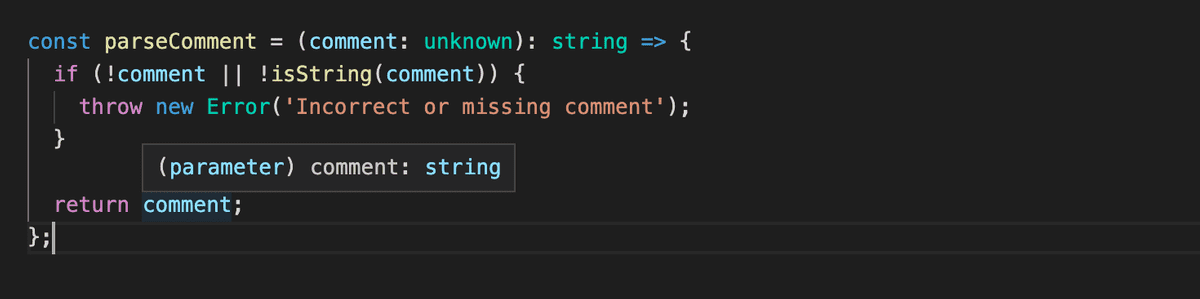 const parseComment = (comment: unknown): string => {
if (!comment || !isString(comment)) {
throw new Error('Incorrect or missing comment');
}
(parameter) comment: string
return comment;
};